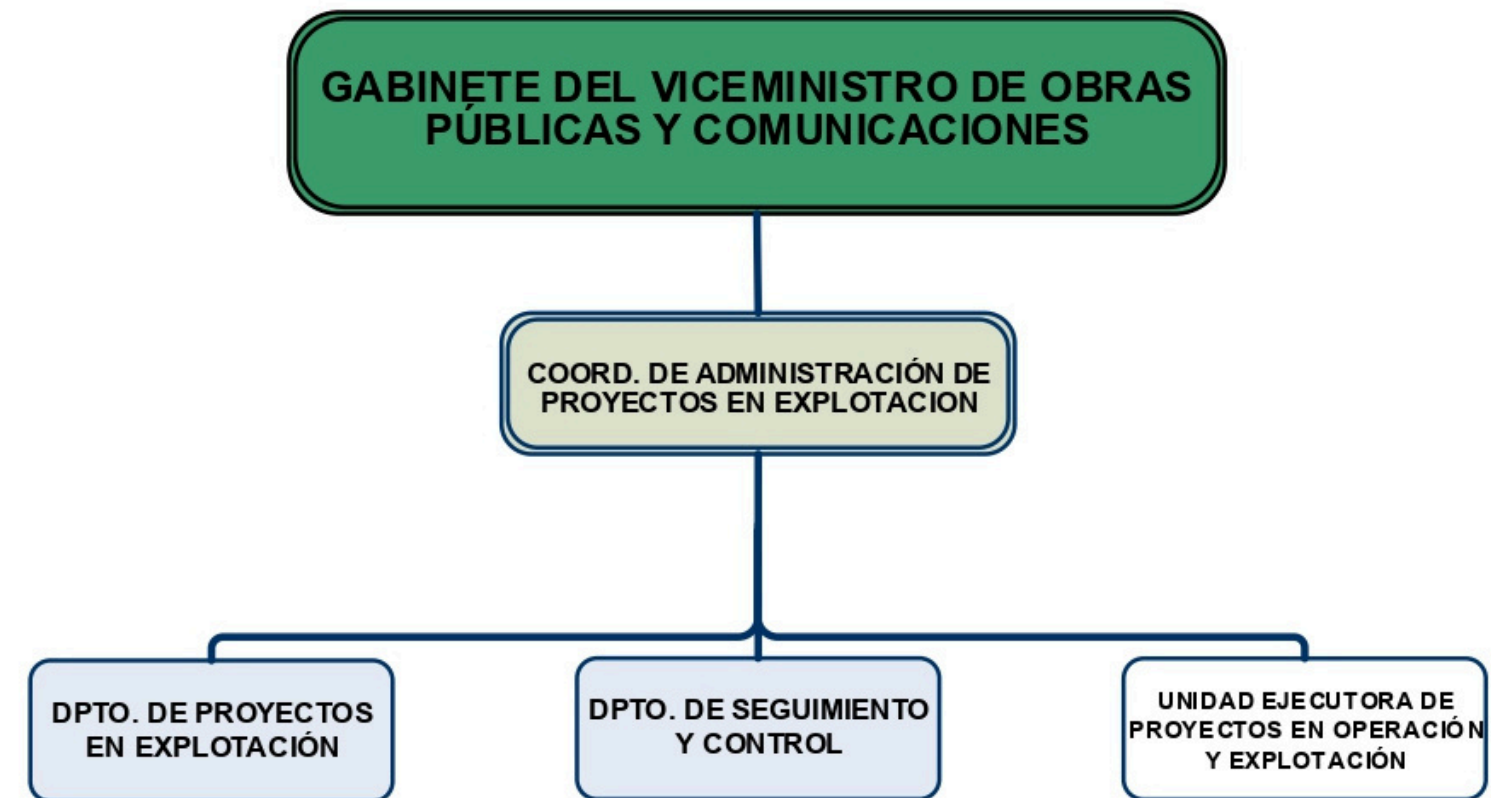 GABINETE DEL VICEMINISTRO DE OBRAS
PÚBLICAS Y COMUNICACIONES
COORD. DE ADMINISTRACIÓN DE
PROYECTOS EN EXPLOTACION
DPTO. DE PROYECTOS
EN EXPLOTACIÓN
DPTO. DE SEGUIMIENTO
Y CONTROL
UNIDAD EJECUTORA DE
PROYECTOS EN OPERACIÓN
Y EXPLOTACIÓN